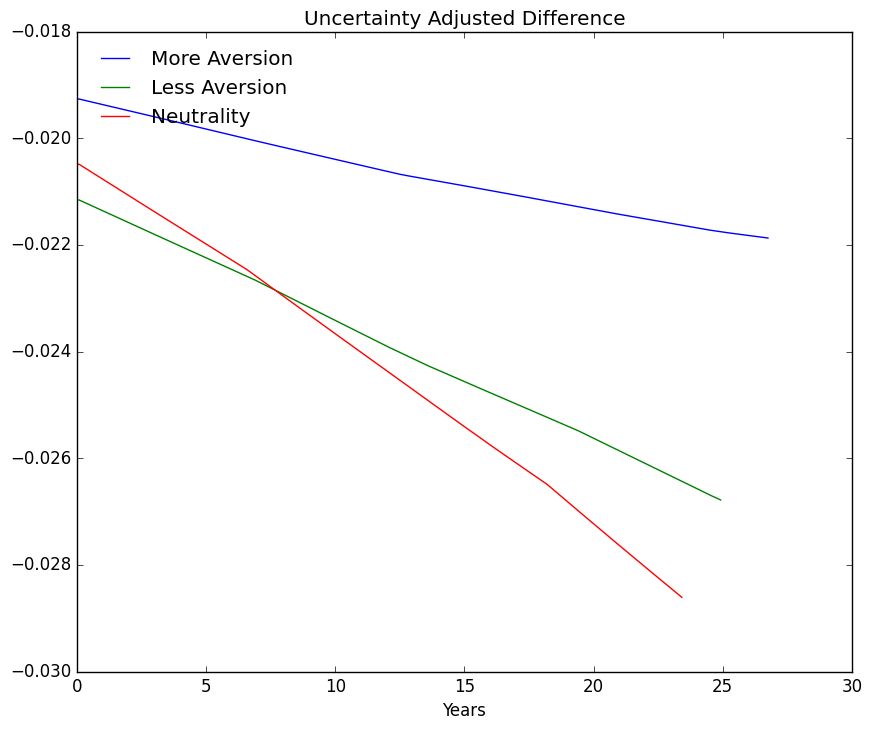 Uncertainty Adjusted Difference
−0.018
More Aversion
Less Aversion
Neutrality
−0.020
−0.022
−0.024
−0.026
−0.028
−0.030
0 5 10 15 20 25 30
Years